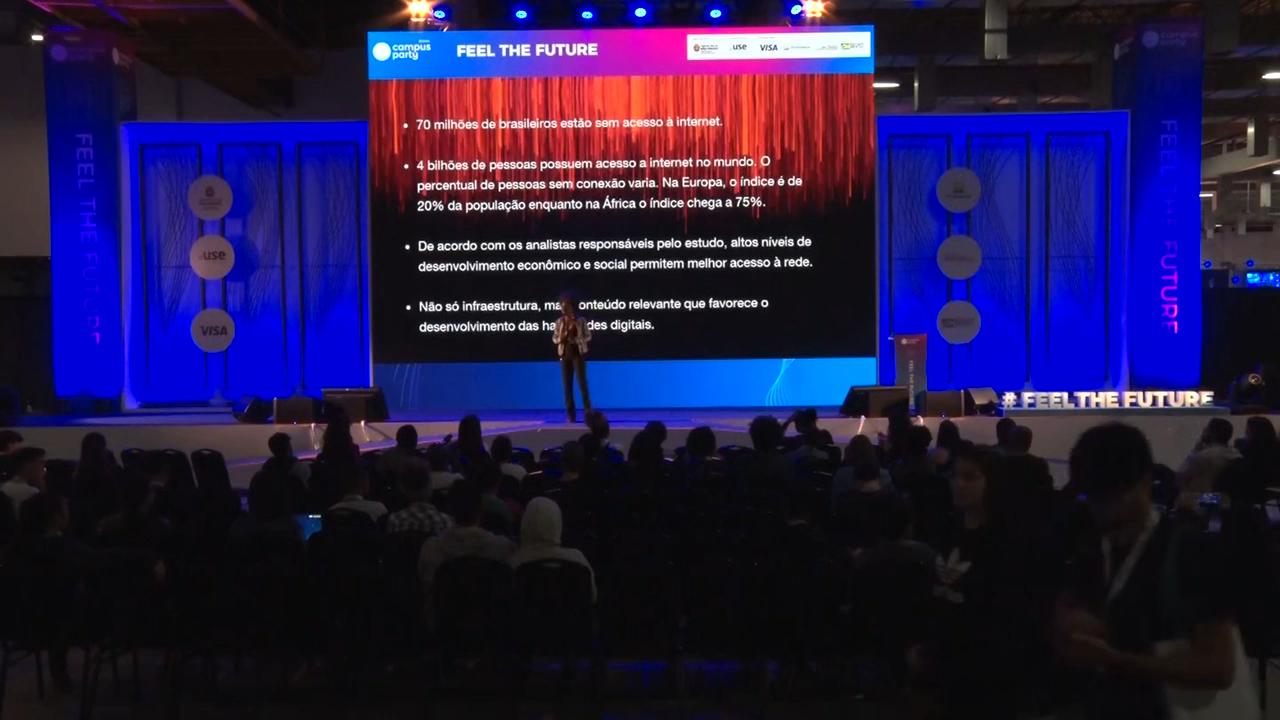 campus
party
FEEL THE FUTURE
.use
VISA
• 70 milhões de brasileiros estão sem acesso à internet.
• 4 bilhões de pessoas possuem acesso a internet no mundo. O
percentual de pessoas sem conexão varia. Na Europa, o índice é de
20% da população enquanto na África o índice chega a 75%.
• De acordo com os analistas responsáveis pelo estudo, altos níveis de
desenvolvimento econômico e social permitem melhor acesso à rede.
• Não só infraestrutura, conteúdo relevante que favorece o
desenvolvimento das digitais.
FEEL THE FUTURE
.use
VISA
campus
FEEL THE FUTURE
# FEEL THE FUTURE